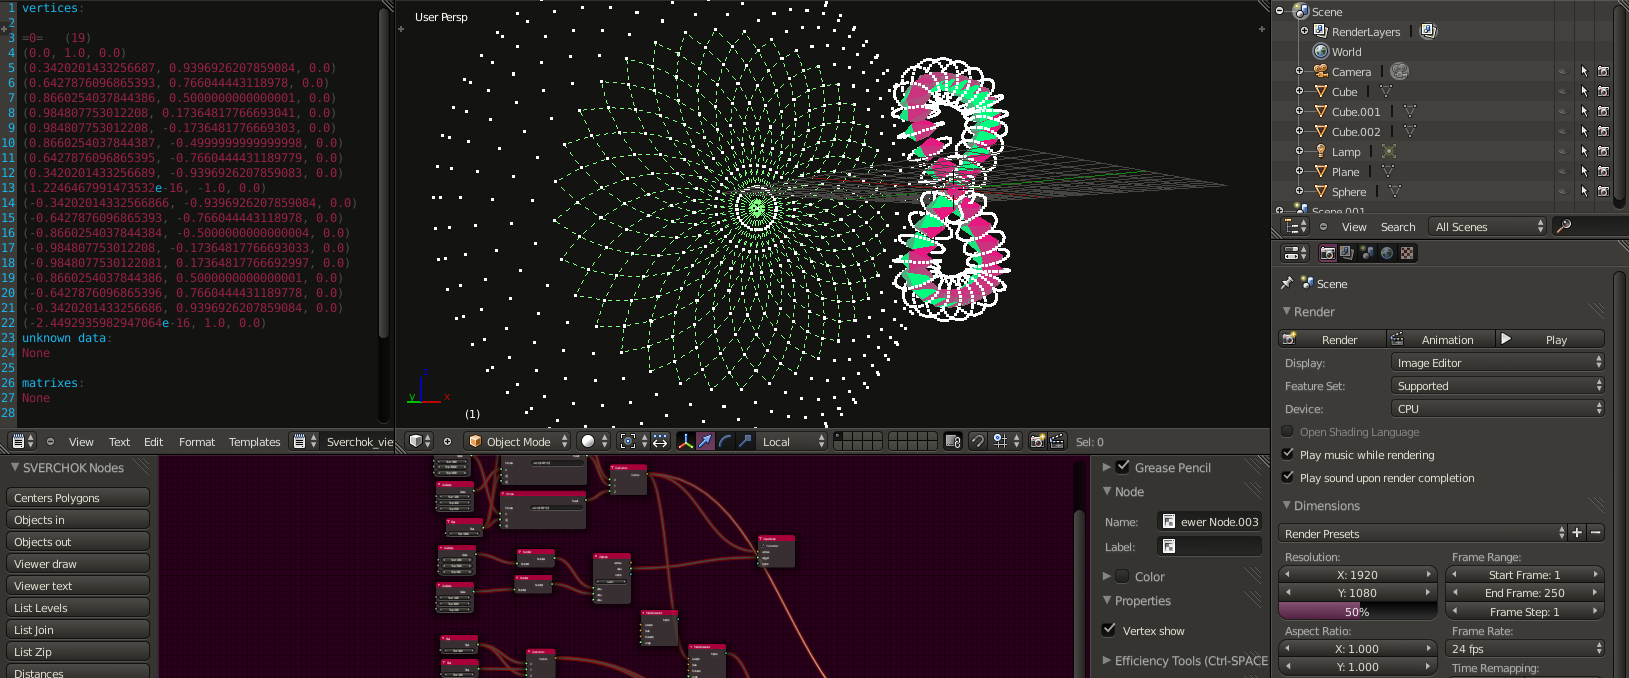 1 vertices:
2
3 =0= (19)
4 (0.0, 1.0, 0.0)
5 (0.3420201433256687, 0.9396926207859084, 0.0)
6 (0.6427876096865393, 0.766044443118978, 0.0)
7 (0.8660254037844386, 0.5000000000000001, 0.0)
8 (0.984807753012208, 0.17364817766693041, 0.0)
9 (0.984807753012208, -0.1736481776669303, 0.0)
10 (0.8660254037844387, -0.4999999999999998, 0.0)
11 (0.6427876096865395, -0.7660444431189779, 0.0)
12 (0.3420201433256689, -0.9396926207859083, 0.0)
13 (1.2246467991473532e-16, -1.0, 0.0)
14 (-0.34202014332566866, -0.9396926207859084, 0.0)
15 (-0.6427876096865393, -0.766044443118978, 0.0)
16 (-0.8660254037844384, -0.5000000000000004, 0.0)
17 (-0.984807753012208, -0.17364817766693033, 0.0)
18 (-0.9848077530122081, 0.17364817766692997, 0.0)
19 (-0.8660254037844386, 0.5000000000000001, 0.0)
20 (-0.6427876096865393, 0.7660444431189778, 0.0)
21 (-0.3420201433256686, 0.9396926207859084, 0.0)
22 (-2.4492935982947064e-16, 1.0, 0.0)
23 unknown data:
24 None
25
26 matrixes:
27 None
28
View Text Edit Format Templates Sverchok_vie
User Persp
z
y x
(1)
Object Mode Local Sel: 0
Scene
RenderLayers
World
Camera
Cube
Cube.001
Cube.002
Lamp
Plane
Sphere
Scene.001
View Search All Scenes
Scene
Render
Render Animation Play
Display: Image Editor
Feature Set: Supported
Device: CPU
Open Shading Language
Play music while rendering
Play sound upon render completion
Dimensions
Render Presets
Resolution: Frame Range:
X: 1920 Start Frame: 1
Y: 1080 End Frame: 250
50% Frame Step: 1
Aspect Ratio: Frame Rate:
X: 1.000 24 fps
Y: 1.000 Time Remapping:
SVERCHOK Nodes
Centers Polygons
Objects in
Objects out
Viewer draw
Viewer text
List Levels
List Join
List Zip
Distances
Grease Pencil
Node
Name: ewer Node.003
Label:
Color
Properties
Vertex show
Efficiency Tools (Ctrl-SPACE